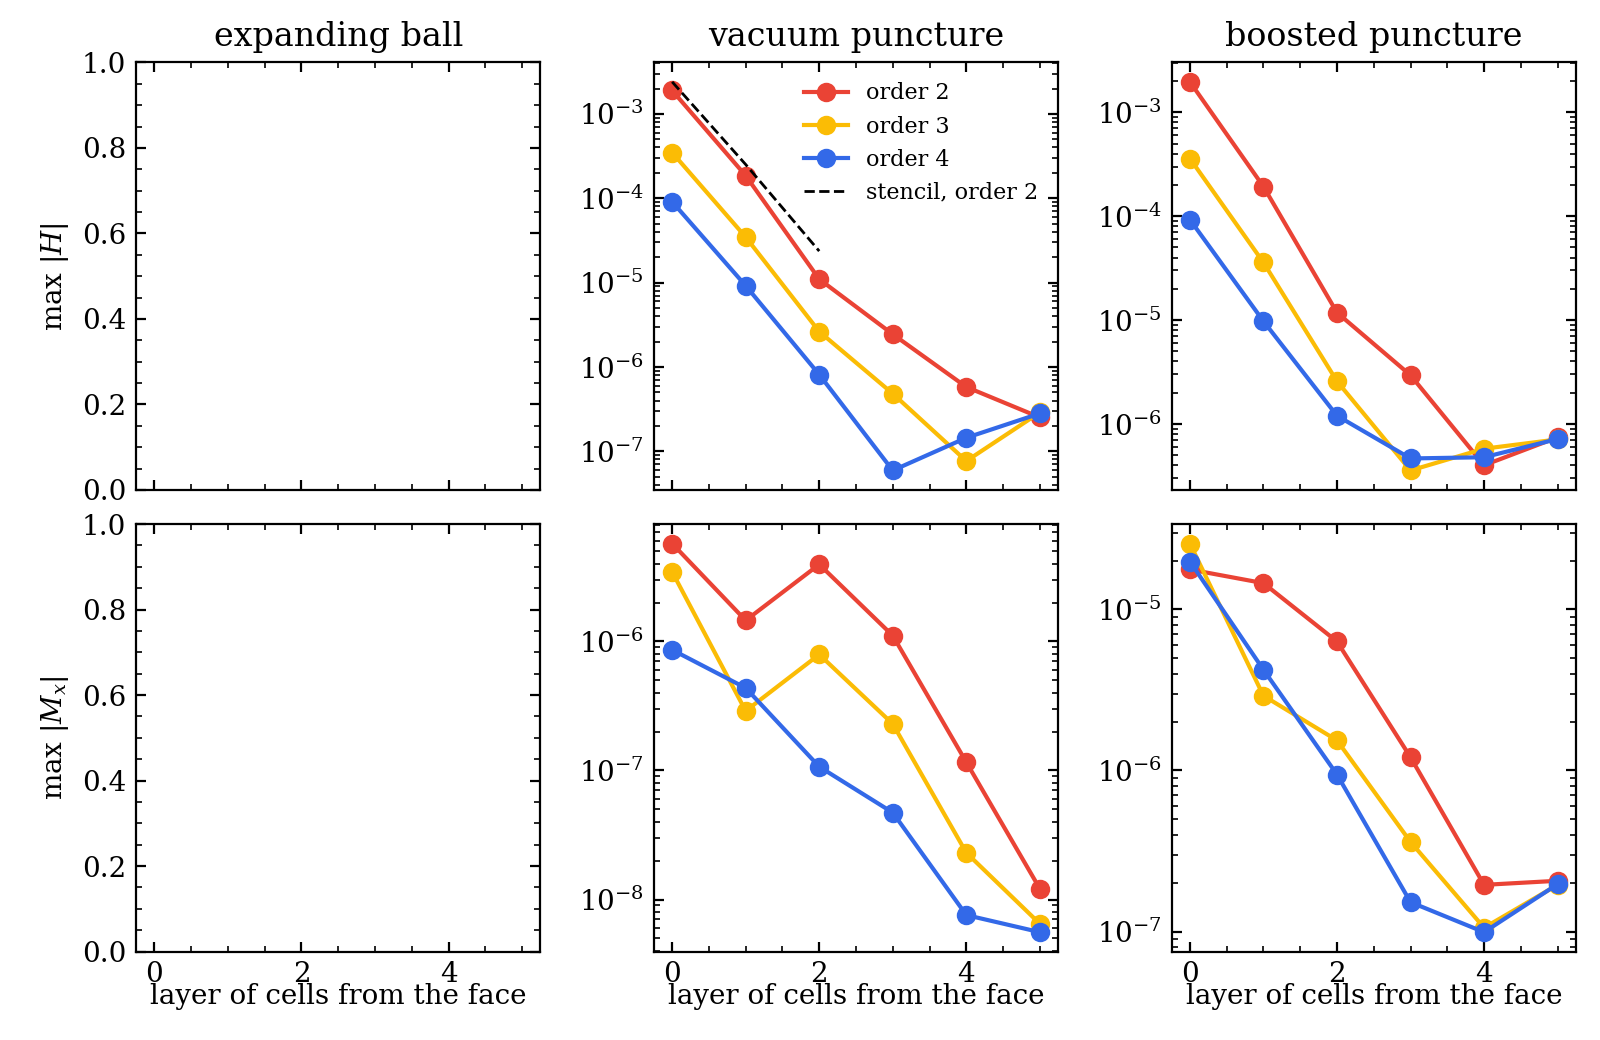 expanding ball
vacuum puncture
boosted puncture
max |H|
1.0
0.8
0.6
0.4
0.2
0.0
10⁻³
10⁻⁴
10⁻⁵
10⁻⁶
10⁻⁷
order 2
order 3
order 4
stencil, order 2
10⁻³
10⁻⁴
10⁻⁵
10⁻⁶
max |Mₓ|
1.0
0.8
0.6
0.4
0.2
0.0
0 2 4
layer of cells from the face
10⁻⁶
10⁻⁷
10⁻⁸
0 2 4
layer of cells from the face
10⁻⁵
10⁻⁶
10⁻⁷
0 2 4
layer of cells from the face